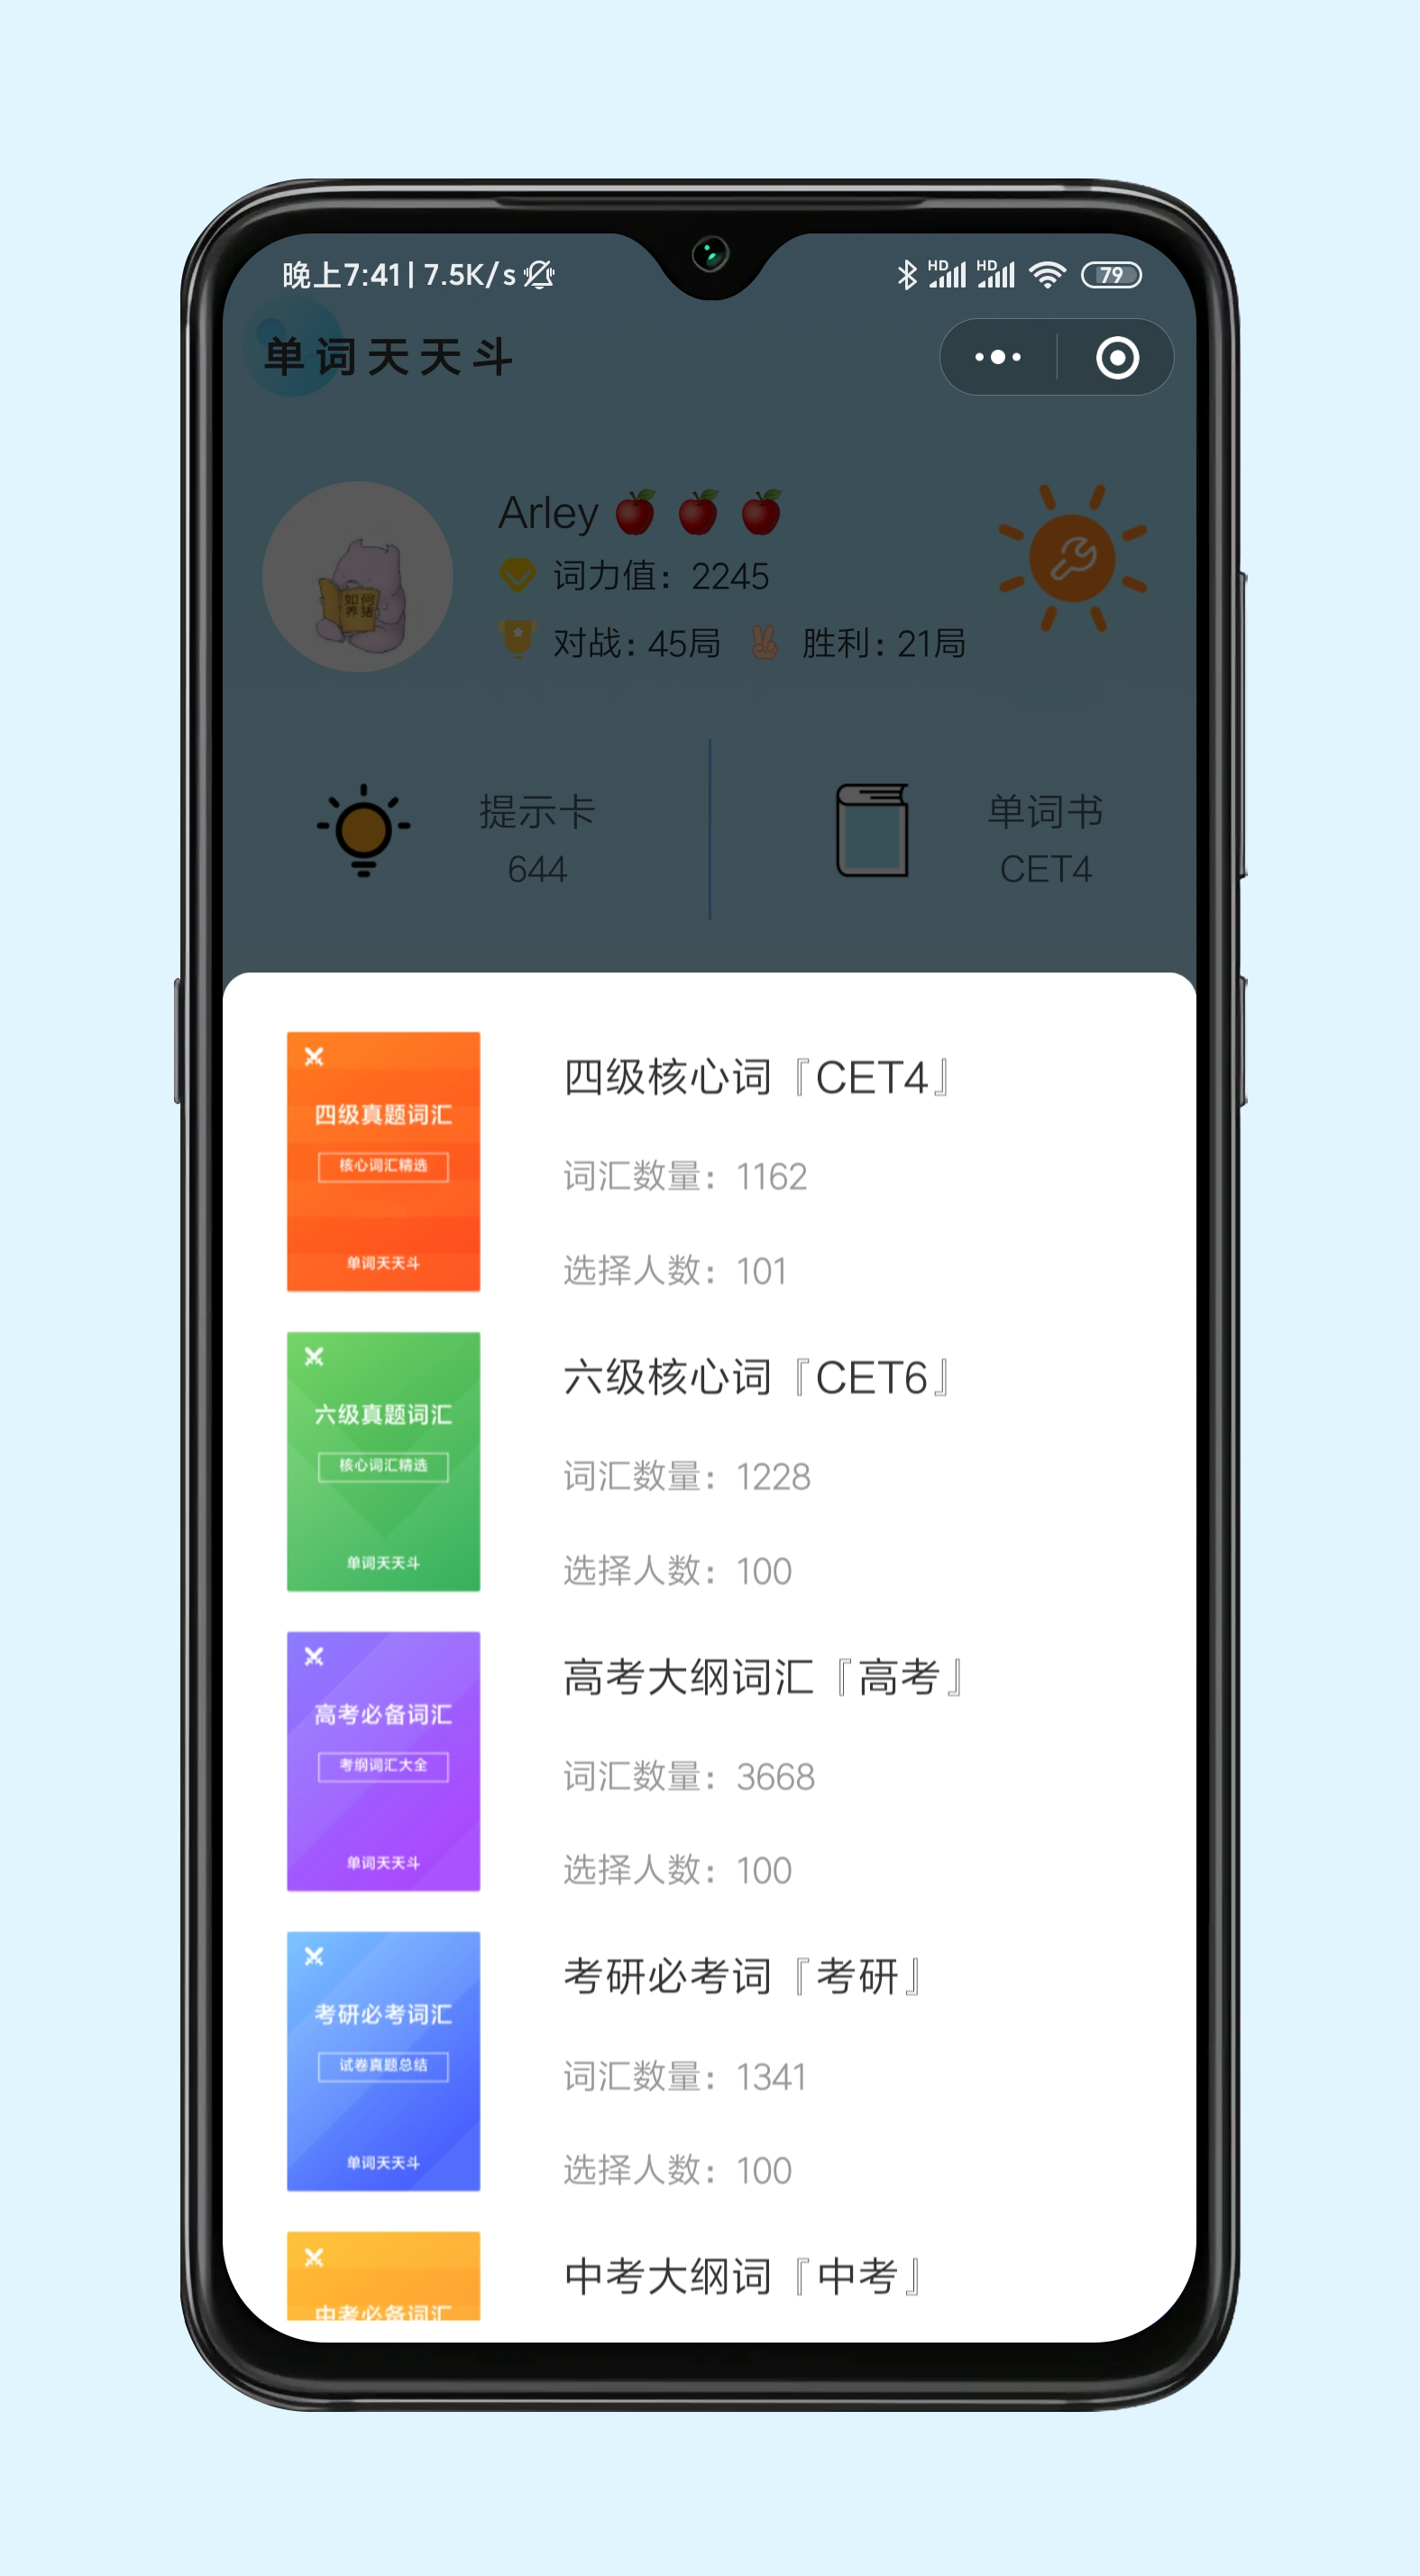 晚上7:41 | 7.5K/s
HD HD 79
单词天天斗
Arley
词力值：2245
对战：45局 胜利：21局
如何
养猪
提示卡
644
单词书
CET4
四级真题词汇
核心词汇精选
单词天天斗
四级核心词『CET4』
词汇数量：1162
选择人数：101
六级真题词汇
核心词汇精选
单词天天斗
六级核心词『CET6』
词汇数量：1228
选择人数：100
高考必备词汇
考纲词汇大全
单词天天斗
高考大纲词汇『高考』
词汇数量：3668
选择人数：100
考研必考词汇
试卷真题总结
单词天天斗
考研必考词『考研』
词汇数量：1341
选择人数：100
中考必备词汇
中考大纲词『中考』